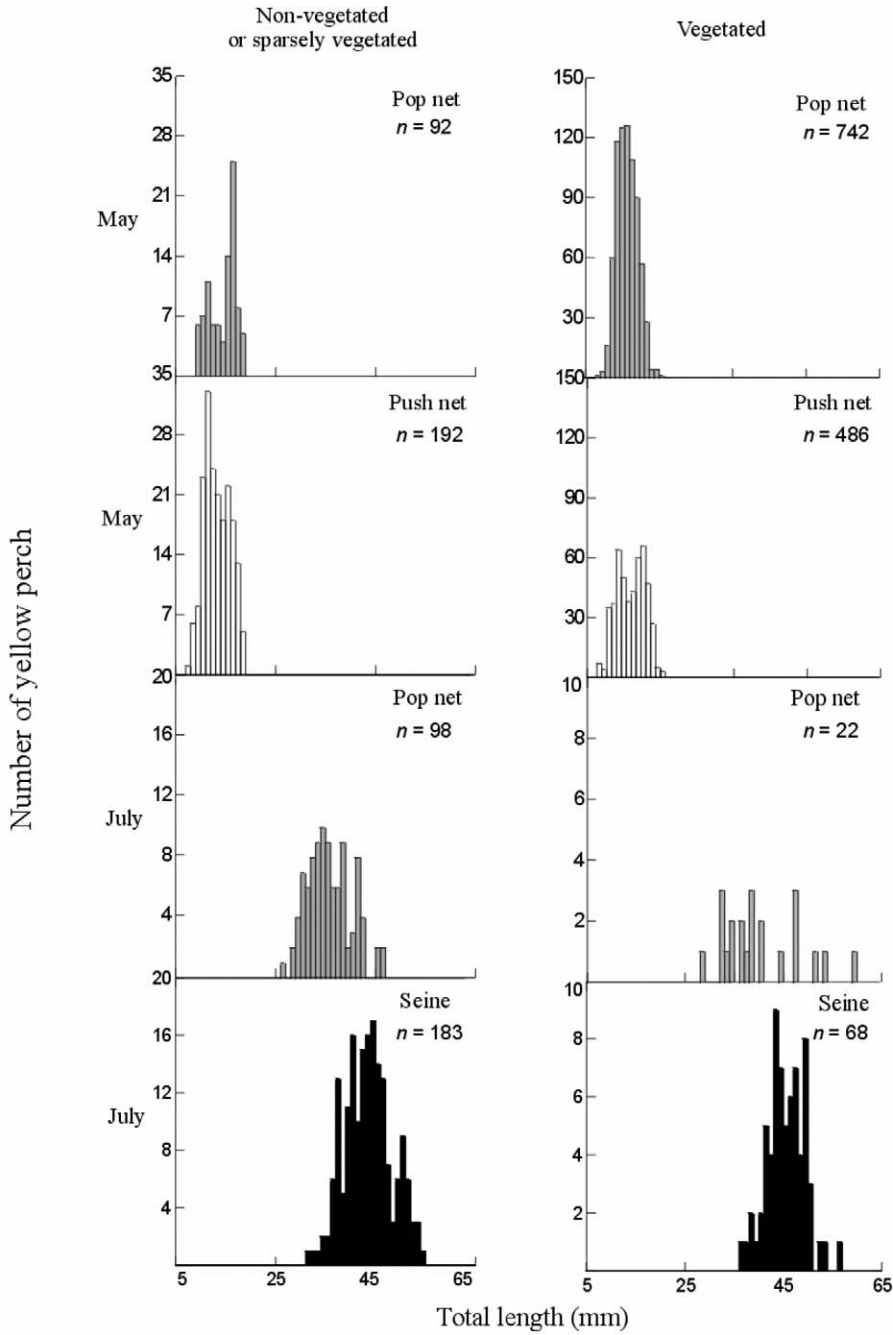 Non-vegetated
or sparsely vegetated
Vegetated
Number of yellow perch
May
35
28
21
14
7
Pop net
n = 92
150
120
90
60
30
Pop net
n = 742
May
35
28
21
14
7
Push net
n = 192
150
120
90
60
30
Push net
n = 486
July
20
16
12
8
4
Pop net
n = 98
10
8
6
4
2
Pop net
n = 22
July
20
16
12
8
4
Seine
n = 183
10
8
6
4
2
Seine
n = 68
5 25 45 65
5 25 45 65
Total length (mm)